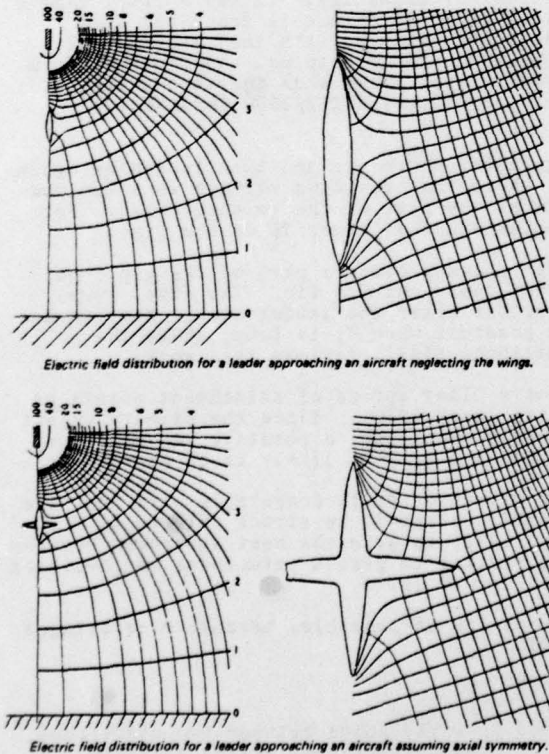 100 40 20 15 10 8 6 4
3
2
1
0
Electric field distribution for a leader approaching an aircraft neglecting the wings.
100 40 20 15 10 8 6 4
3
2
1
0
Electric field distribution for a leader approaching an aircraft assuming axial symmetry.